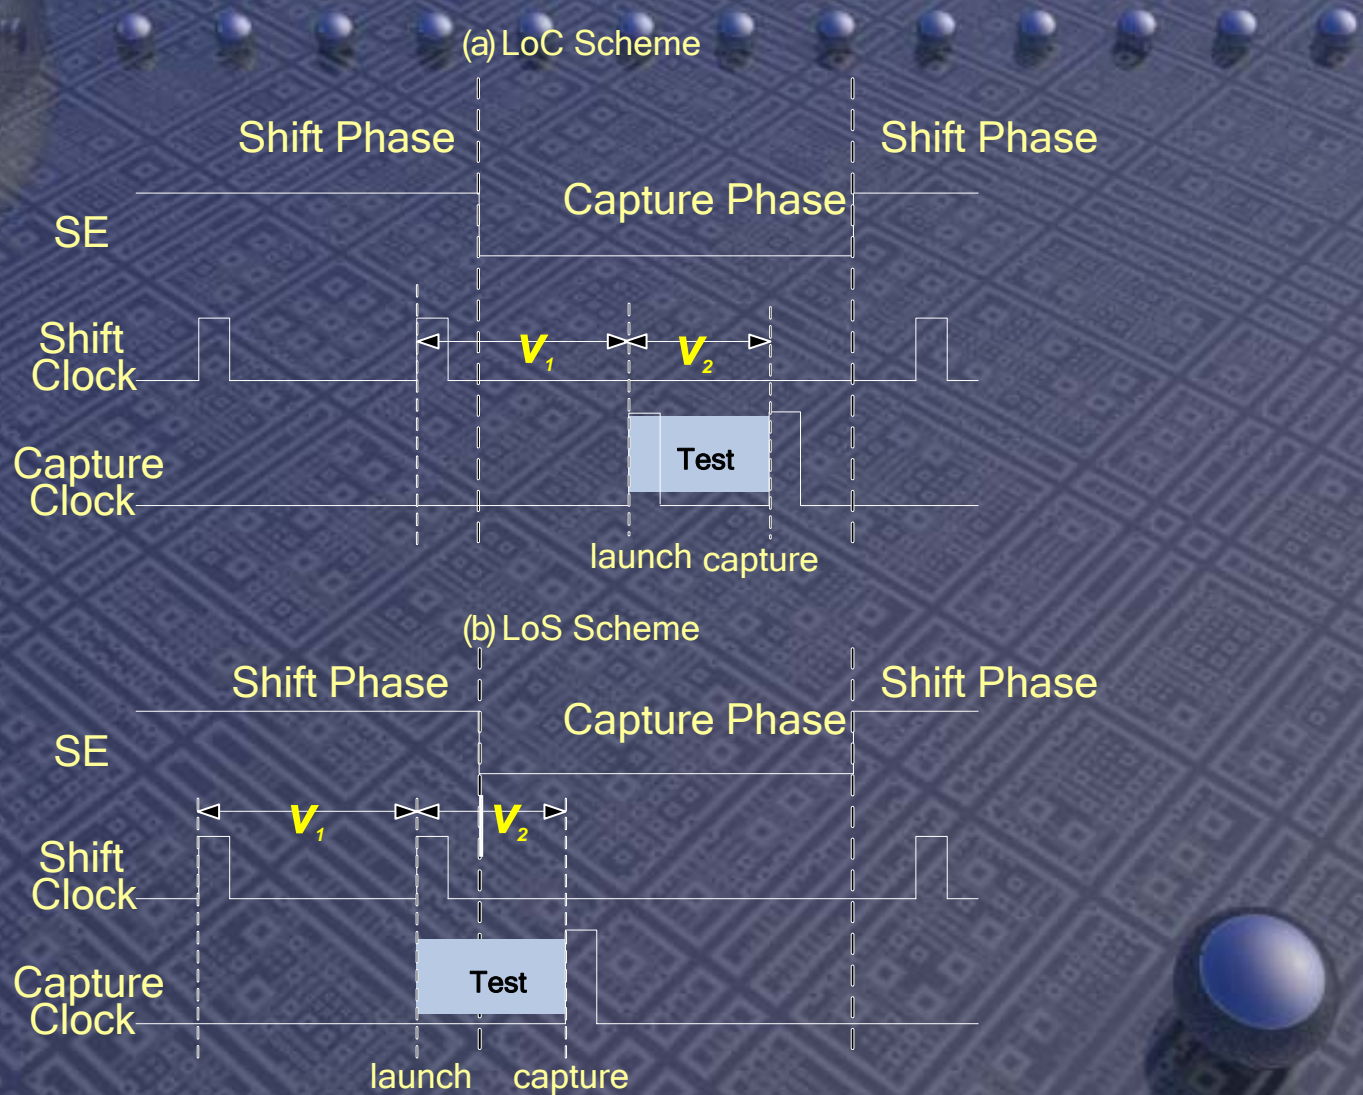 (a) LoC Scheme
Shift Phase
Shift Phase
Capture Phase
SE
Shift
Clock
V1
V2
Capture
Clock
Test
launch
capture
(b) LoS Scheme
Shift Phase
Shift Phase
Capture Phase
SE
V1
V2
Shift
Clock
Capture
Clock
Test
launch
capture